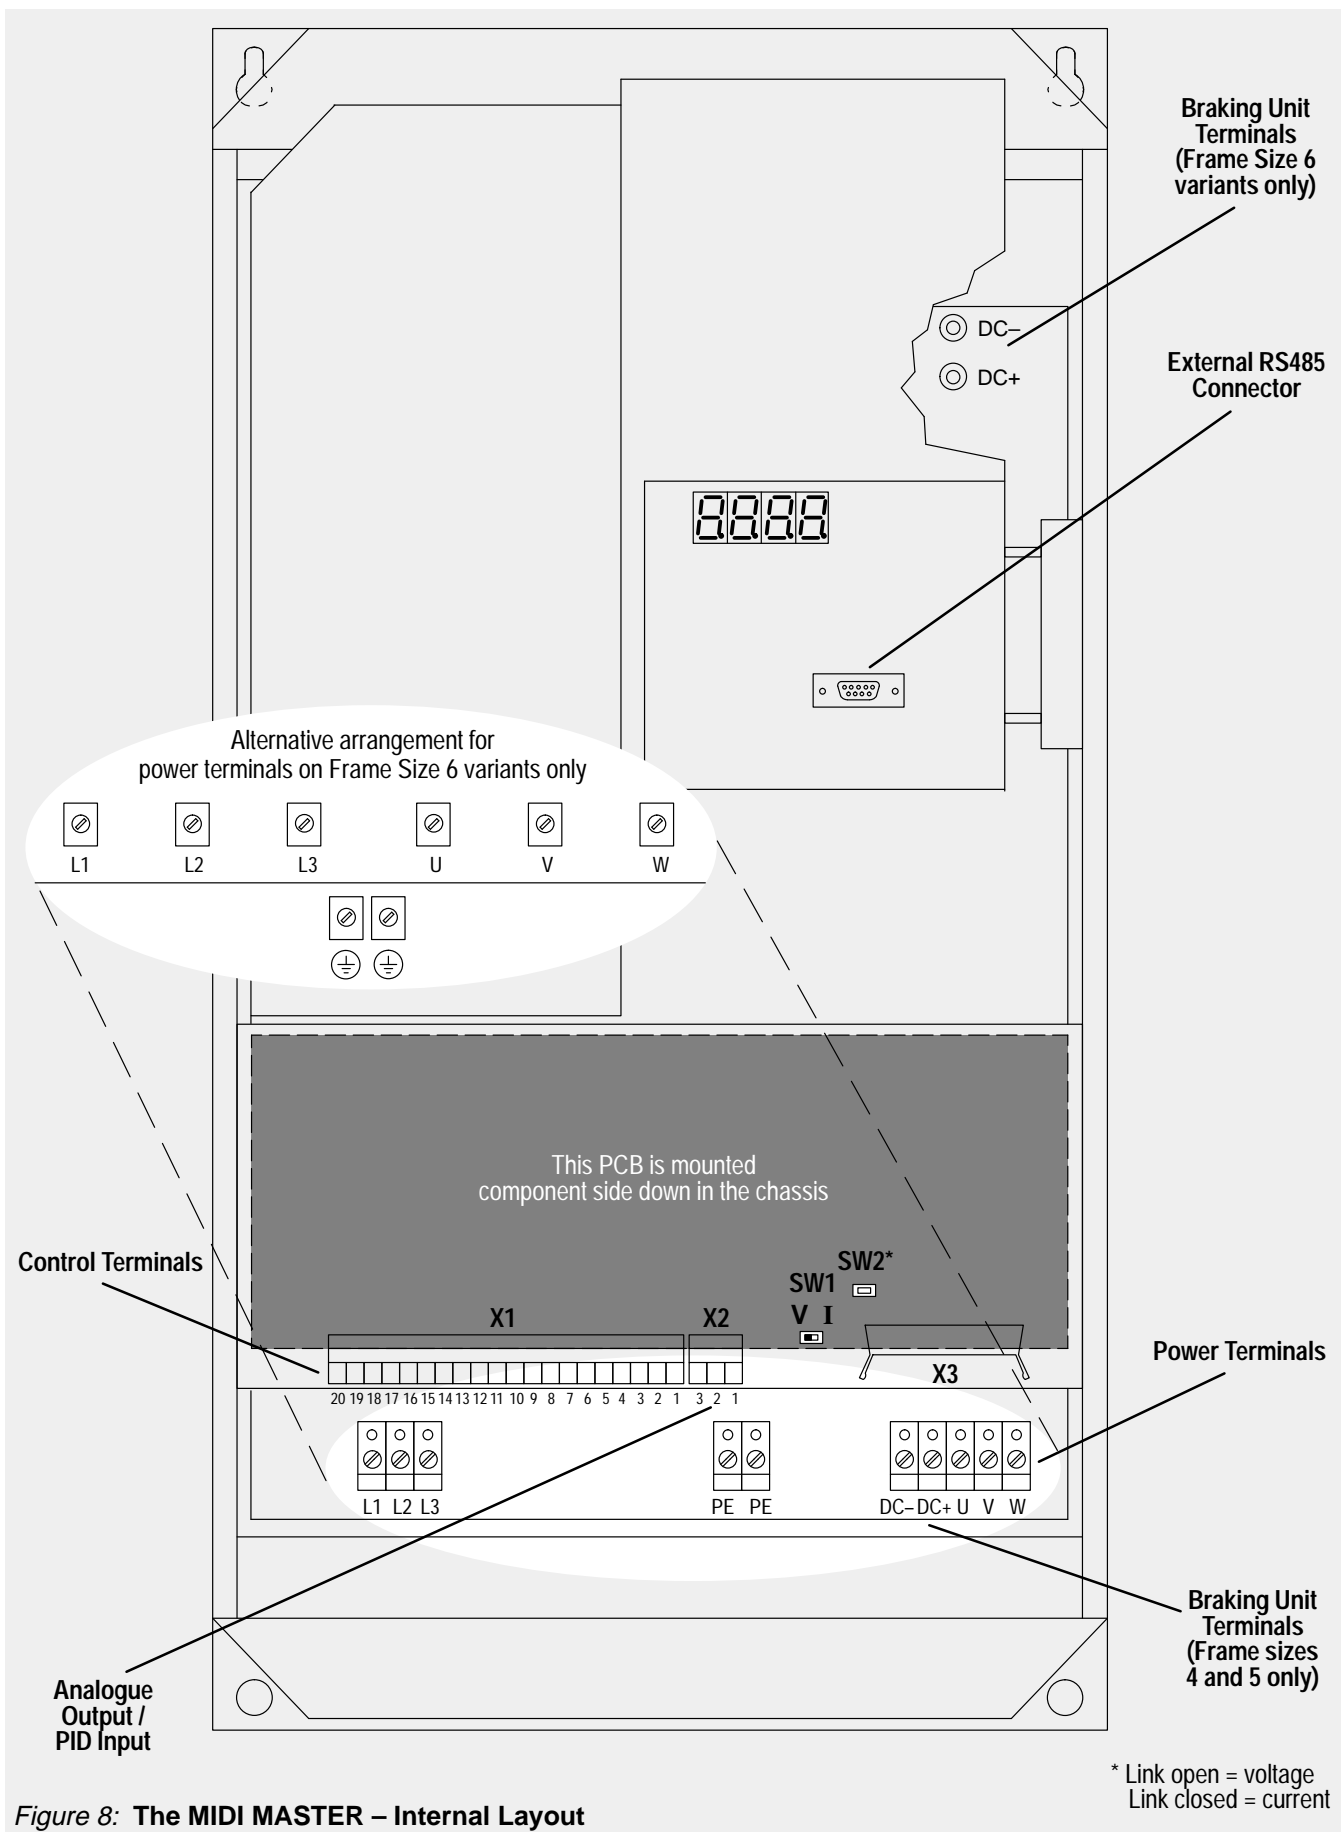 Braking Unit
Terminals
(Frame Size 6
variants only)
DC–
DC+
External RS485
Connector
8.8.8.8.
Alternative arrangement for
power terminals on Frame Size 6 variants only
L1 L2 L3 U V W
This PCB is mounted
component side down in the chassis
Control Terminals
SW2*
SW1
V I
X1 X2
X3
Power Terminals
20 19 18 17 16 15 14 13 12 11 10 9 8 7 6 5 4 3 2 1 3 2 1
L1 L2 L3 PE PE DC– DC+ U V W
Braking Unit
Terminals
(Frame sizes
4 and 5 only)
Analogue
Output /
PID Input
* Link open = voltage
Link closed = current
Figure 8: The MIDI MASTER – Internal Layout